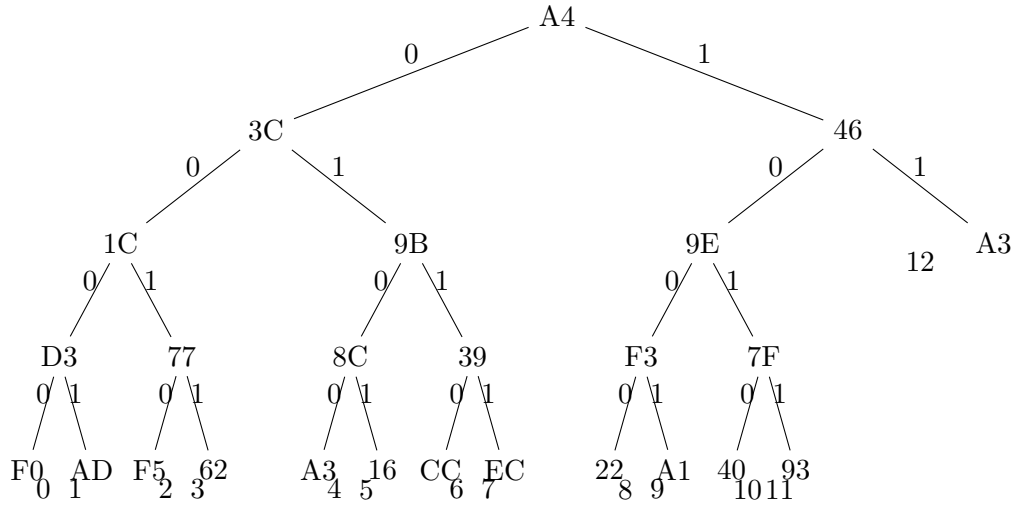 A4
0 1
3C 46
0 1 0 1
1C 9B 9E A3
12
0 1 0 1 0 1
D3 77 8C 39 F3 7F
0 1 0 1 0 1 0 1 0 1 0 1
F0 AD F5 62 A3 16 CC EC 22 A1 40 93
0 1 2 3 4 5 6 7 8 9 10 11